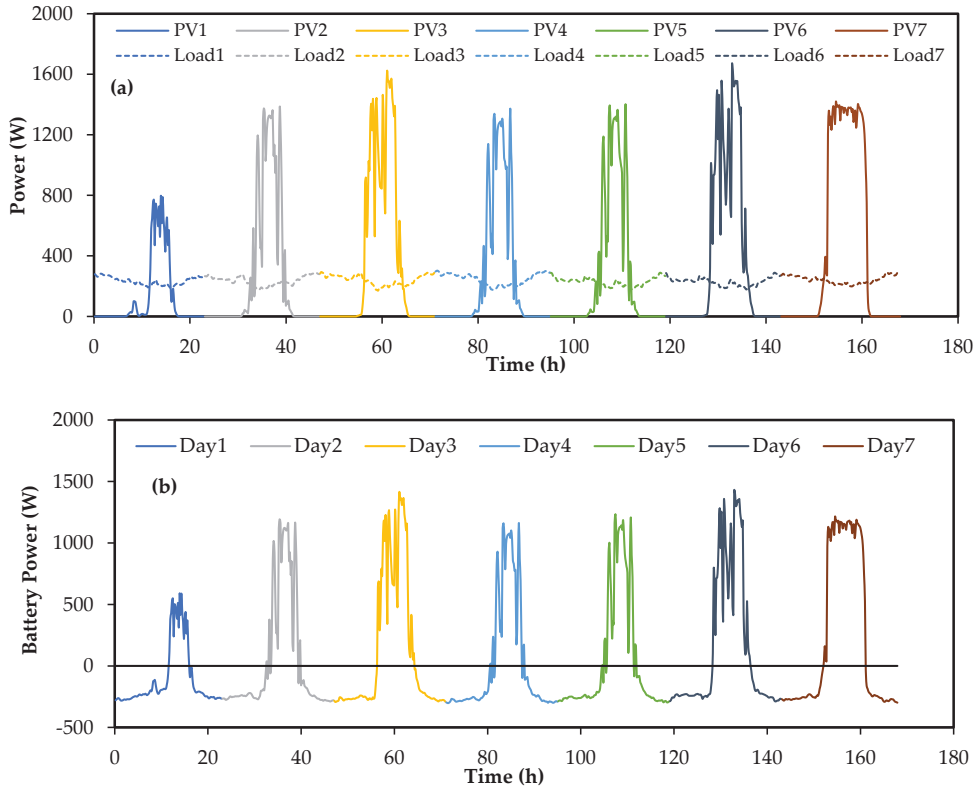 2000
PV1 PV2 PV3 PV4 PV5 PV6 PV7
Load1 Load2 Load3 Load4 Load5 Load6 Load7
1600
(a)
1200
800
400
0
Power (W)
0 20 40 60 80 100 120 140 160 180
Time (h)
2000
Day1 Day2 Day3 Day4 Day5 Day6 Day7
1500
(b)
1000
500
0
-500
Battery Power (W)
0 20 40 60 80 100 120 140 160 180
Time (h)